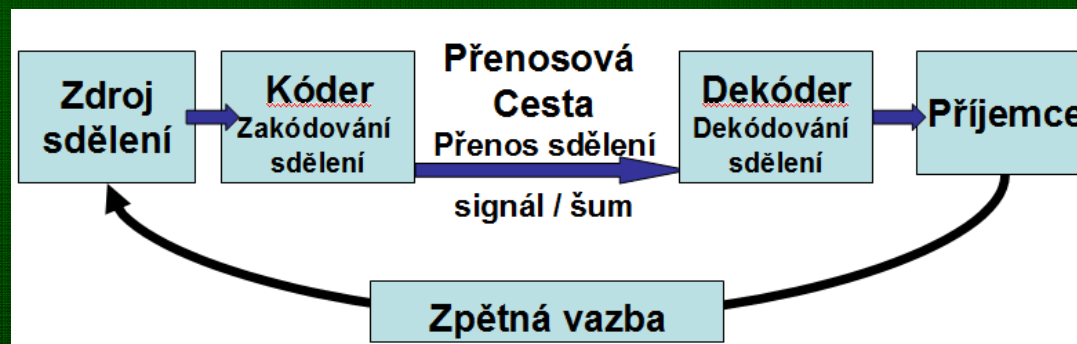 Zdroj
sdělení
Kóder
Zakódování
sdělení
Přenosová
Cesta
Přenos sdělení
signál / šum
Dekóder
Dekódování
sdělení
Příjemce
Zpětná vazba